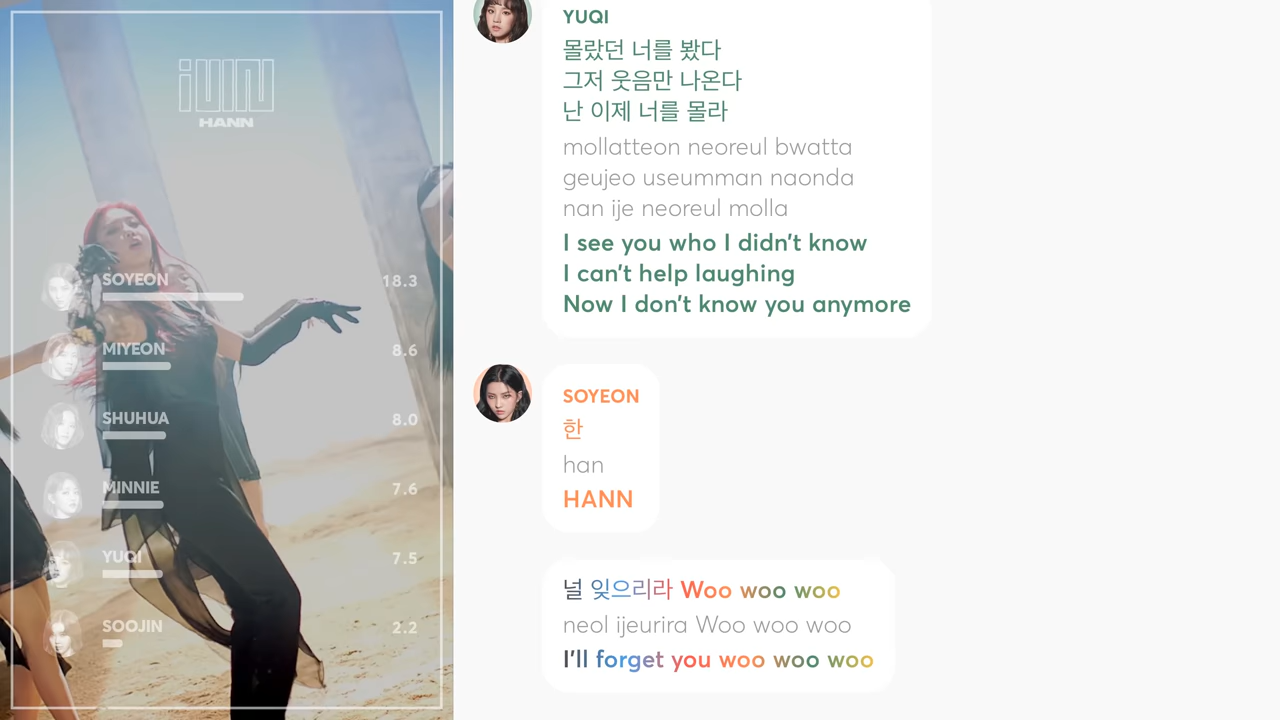 HANN
SOYEON
18.3
MIYEON
8.6
SHUHUA
8.0
MINNIE
7.6
YUQI
7.5
SOOJIN
2.2
YUQI
몰랐던 너를 봤다
그저 웃음만 나온다
난 이제 너를 몰라
mollatteon neoreul bwatta
geujeo useumman naonda
nan ije neoreul molla
I see you who I didn't know
I can't help laughing
Now I don't know you anymore
SOYEON
한
han
HANN
널 잊으리라 Woo woo woo
neol ijeurira Woo woo woo
I'll forget you woo woo woo